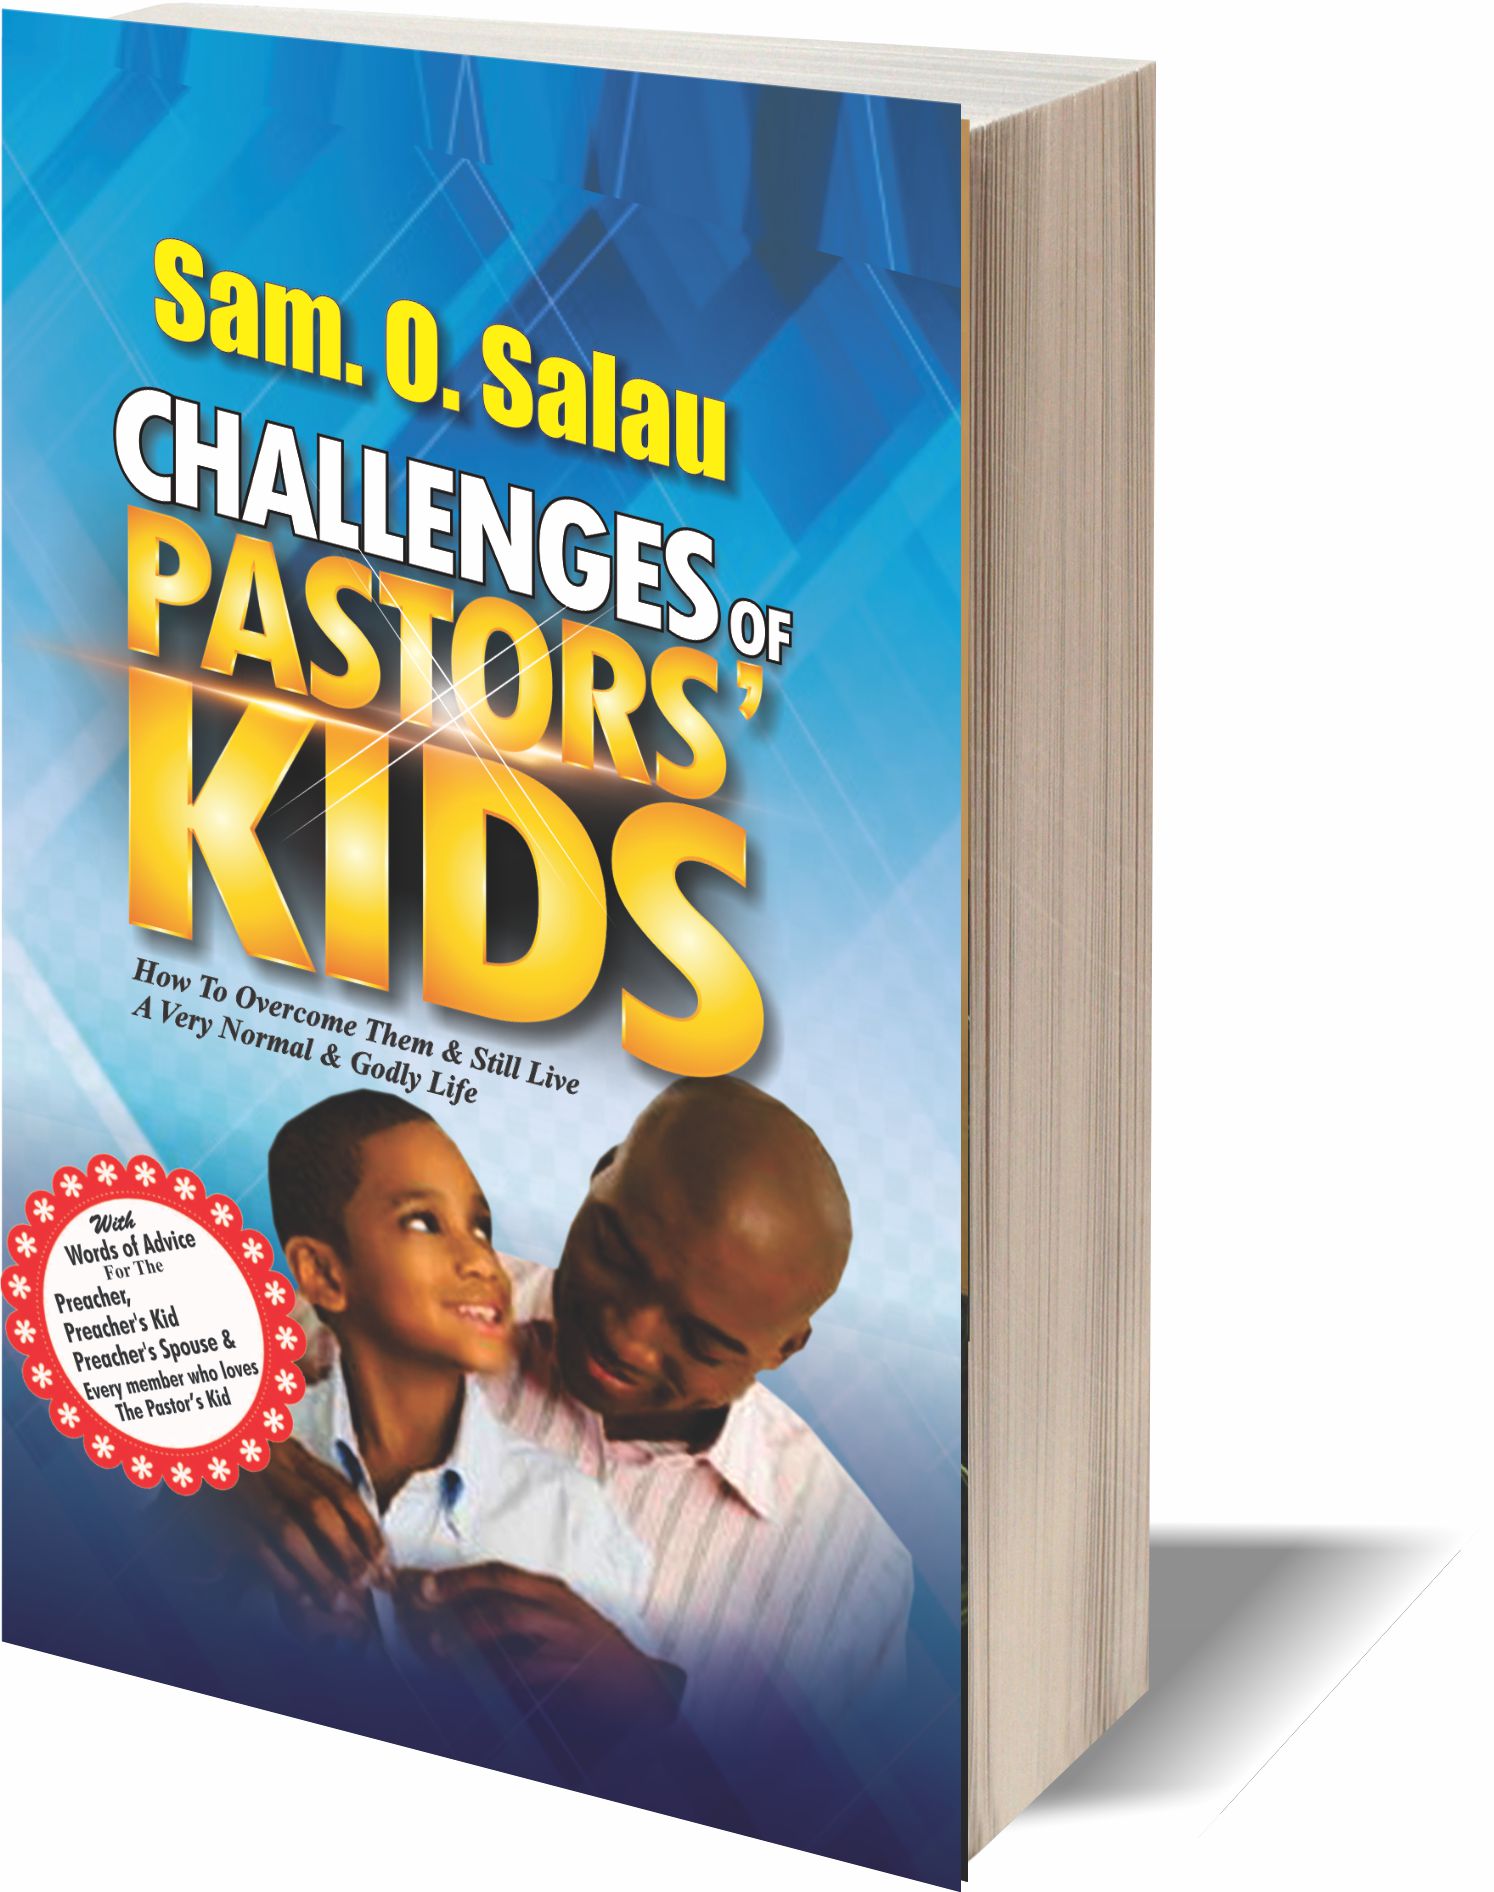 Sam. O. Salau
CHALLENGES OF
PASTORS'
KIDS
How To Overcome Them & Still Live
A Very Normal & Godly Life
With
Words of Advice
For The
Preacher,
Preacher's Kid
Preacher's Spouse &
Every member who loves
The Pastor's Kid